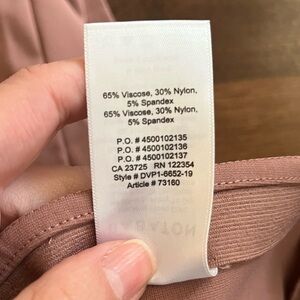 65% Viscose, 30% Nylon,
5% Spandex
65% Viscose, 30% Nylon,
5% Spandex
P.O. # 4500102135
P.O. # 4500102136
P.O. # 4500102137
CA 23725 RN 122354
Style # DVP1-6652-19
Article # 73160